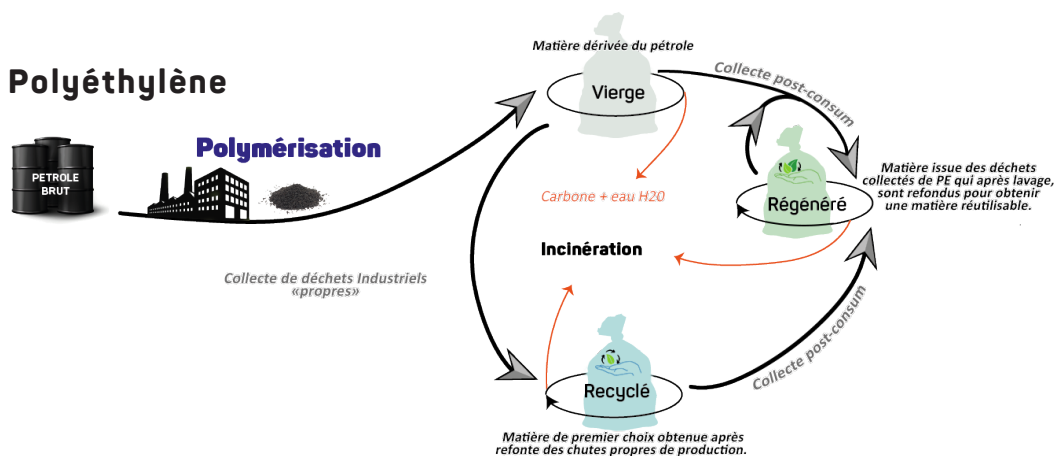 Polyéthylène
PETROLE
BRUT
Polymérisation
Matière dérivée du pétrole
Vierge
Collecte post-consum
Carbone + eau H20
Incinération
Régénéré
Matière issue des déchets
collectés de PE qui après lavage,
sont refondus pour obtenir
une matière réutilisable.
Collecte de déchets Industriels
«propres»
Collecte post-consum
Recyclé
Matière de premier choix obtenue après
refonte des chutes propres de production.